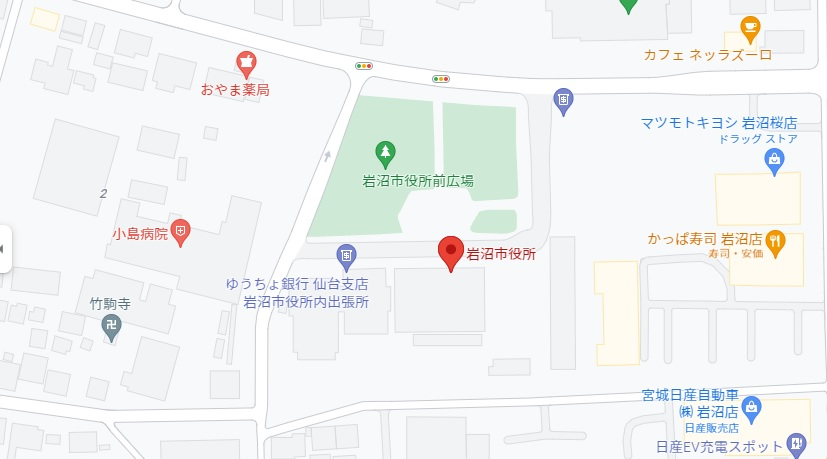 カフェ ネッラズーロ
おやま薬局
マツモトキヨシ 岩沼桜店
ドラッグ ストア
岩沼市役所前広場
2
小島病院
かっぱ寿司 岩沼店
寿司・安価
岩沼市役所
ゆうちょ銀行 仙台支店
岩沼市役所内出張所
竹駒寺
宮城日産自動車
㈱ 岩沼店
日産販売店
日産EV充電スポット